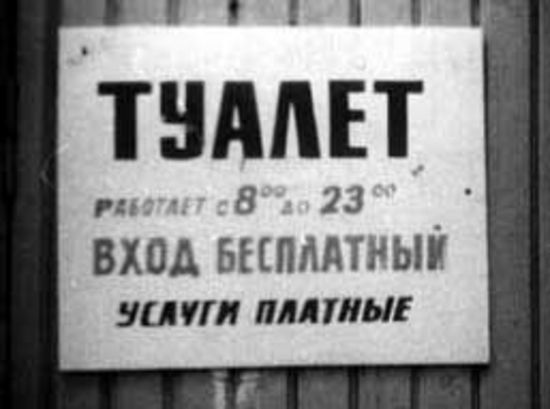 ТУАЛЕТ
РАБОТАЕТ С 8⁰⁰ ДО 23⁰⁰
ВХОД БЕСПЛАТНЫЙ
УСЛУГИ ПЛАТНЫЕ